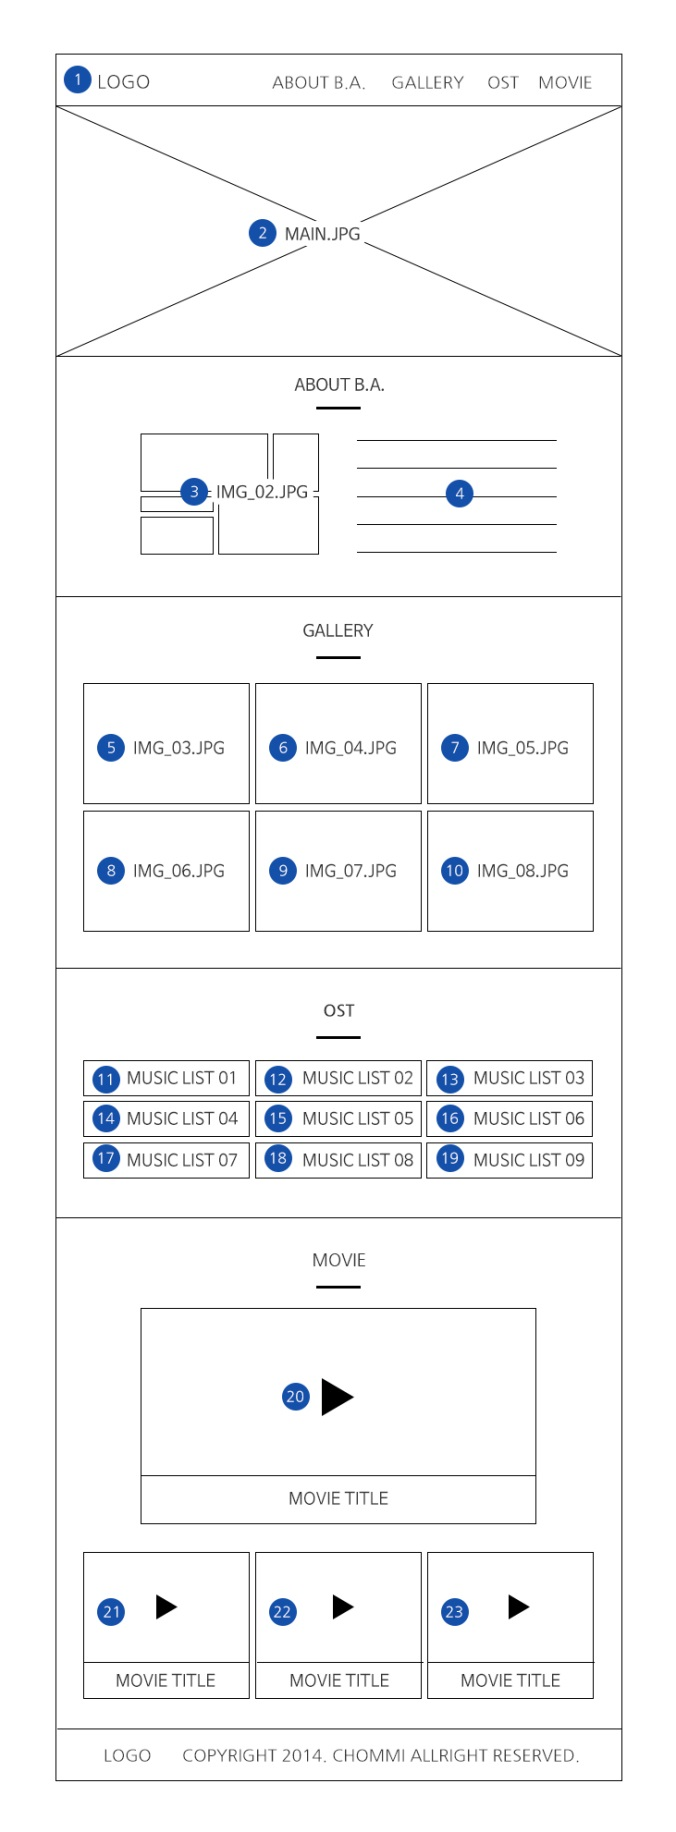 1 LOGO ABOUT B.A. GALLERY OST MOVIE
2 MAIN.JPG
ABOUT B.A.
3 IMG_02.JPG 4
GALLERY
5 IMG_03.JPG 6 IMG_04.JPG 7 IMG_05.JPG
8 IMG_06.JPG 9 IMG_07.JPG 10 IMG_08.JPG
OST
11 MUSIC LIST 01 12 MUSIC LIST 02 13 MUSIC LIST 03
14 MUSIC LIST 04 15 MUSIC LIST 05 16 MUSIC LIST 06
17 MUSIC LIST 07 18 MUSIC LIST 08 19 MUSIC LIST 09
MOVIE
20
MOVIE TITLE
21 22 23
MOVIE TITLE MOVIE TITLE MOVIE TITLE
LOGO COPYRIGHT 2014. CHOMMI ALLRIGHT RESERVED.